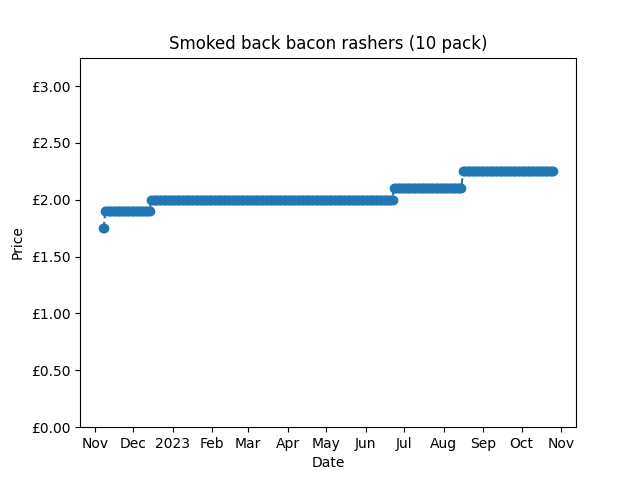 Smoked back bacon rashers (10 pack)
£3.00
£2.50
£2.00
£1.50
£1.00
£0.50
£0.00
Price
Nov Dec 2023 Feb Mar Apr May Jun Jul Aug Sep Oct Nov
Date